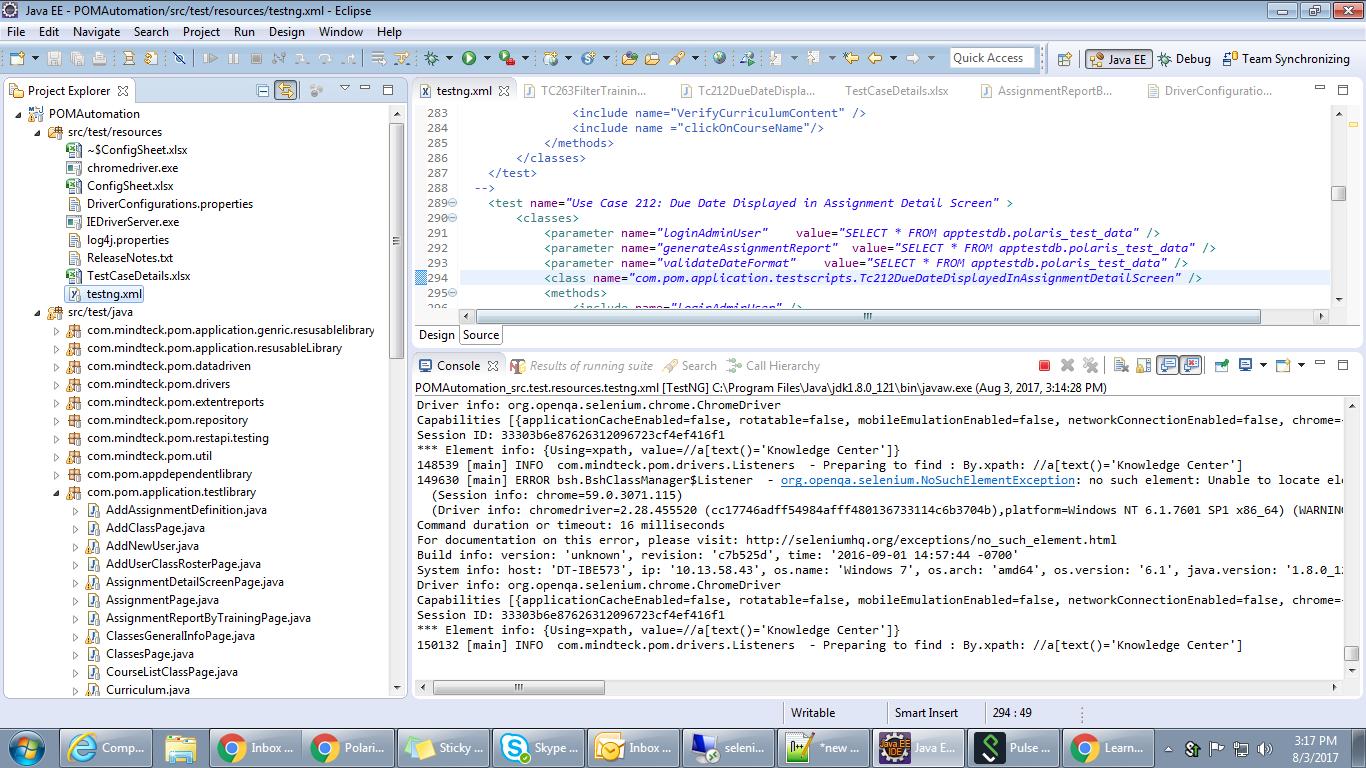 Java EE - POMAutomation/src/test/resources/testng.xml - Eclipse
File Edit Navigate Search Project Run Design Window Help
Quick Access Java EE Debug Team Synchronizing
Project Explorer
POMAutomation
src/test/resources
~$ConfigSheet.xlsx
chromedriver.exe
ConfigSheet.xlsx
DriverConfigurations.properties
IEDriverServer.exe
log4j.properties
ReleaseNotes.txt
TestCaseDetails.xlsx
testng.xml
src/test/java
com.mindteck.pom.application.genric.resusablelibrary
com.mindteck.pom.application.resusableLibrary
com.mindteck.pom.datadriven
com.mindteck.pom.drivers
com.mindteck.pom.extentreports
com.mindteck.pom.repository
com.mindteck.pom.restapi.testing
com.mindteck.pom.util
com.pom.appdependentlibrary
com.pom.application.testlibrary
AddAssignmentDefinition.java
AddClassPage.java
AddNewUser.java
AddUserClassRosterPage.java
AssignmentDetailScreenPage.java
AssignmentPage.java
AssignmentReportByTrainingPage.java
ClassesGeneralInfoPage.java
ClassesPage.java
CourseListClassPage.java
Curriculum.java
testng.xml TC263FilterTrainin... Tc212DueDateDispla... TestCaseDetails.xlsx AssignmentReportB... DriverConfiguratio...
283 <include name="VerifyCurriculumContent" />
284 <include name ="clickOnCourseName"/>
285 </methods>
286 </classes>
287 </test>
288 -->
289 <test name="Use Case 212: Due Date Displayed in Assignment Detail Screen" >
290 <classes>
291 <parameter name="loginAdminUser" value="SELECT * FROM apptestdb.polaris_test_data" />
292 <parameter name="generateAssignmentReport" value="SELECT * FROM apptestdb.polaris_test_data" />
293 <parameter name="validateDateFormat" value="SELECT * FROM apptestdb.polaris_test_data" />
294 <class name="com.pom.application.testscripts.Tc212DueDateDisplayedInAssignmentDetailScreen" />
295 <methods>
296 <include name="loginAdminUser" />
Design Source
Console Results of running suite Search Call Hierarchy
POMAutomation_src.test.resources.testng.xml [TestNG] C:\Program Files\Java\jdk1.8.0_121\bin\javaw.exe (Aug 3, 2017, 3:14:28 PM)
Driver info: org.openqa.selenium.chrome.ChromeDriver
Capabilities [{applicationCacheEnabled=false, rotatable=false, mobileEmulationEnabled=false, networkConnectionEnabled=false, chrome=
Session ID: 33303b6e87626312096723cf4ef416f1
*** Element info: {Using=xpath, value=//a[text()='Knowledge Center']}
148539 [main] INFO com.mindteck.pom.drivers.Listeners - Preparing to find : By.xpath: //a[text()='Knowledge Center']
149630 [main] ERROR bsh.BshClassManager$Listener - org.openqa.selenium.NoSuchElementException: no such element: Unable to locate ele
(Session info: chrome=59.0.3071.115)
(Driver info: chromedriver=2.28.455520 (cc17746adff54984afff480136733114c6b3704b),platform=Windows NT 6.1.7601 SP1 x86_64) (WARNING
Command duration or timeout: 16 milliseconds
For documentation on this error, please visit: http://seleniumhq.org/exceptions/no_such_element.html
Build info: version: 'unknown', revision: 'c7b525d', time: '2016-09-01 14:57:44 -0700'
System info: host: 'DT-IBE573', ip: '10.13.58.43', os.name: 'Windows 7', os.arch: 'amd64', os.version: '6.1', java.version: '1.8.0_12
Driver info: org.openqa.selenium.chrome.ChromeDriver
Capabilities [{applicationCacheEnabled=false, rotatable=false, mobileEmulationEnabled=false, networkConnectionEnabled=false, chrome=
Session ID: 33303b6e87626312096723cf4ef416f1
*** Element info: {Using=xpath, value=//a[text()='Knowledge Center']}
150132 [main] INFO com.mindteck.pom.drivers.Listeners - Preparing to find : By.xpath: //a[text()='Knowledge Center']
Writable Smart Insert 294 : 49
Comp... Inbox ... Polari... Sticky ... Skype ... Inbox ... seleni... *new ... Java E... Pulse ... Learn...
3:17 PM
8/3/2017